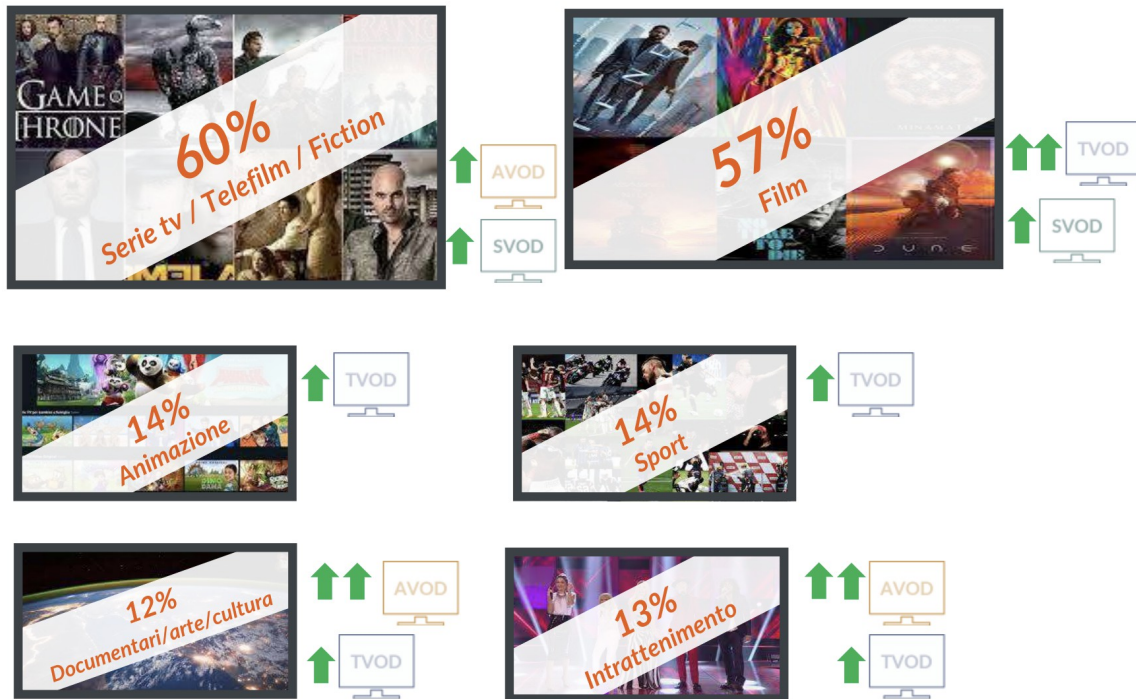 GAME OF
THRONE
60%
Serie tv / Telefilm / Fiction
AVOD
SVOD
57%
Film
DUNE
TVOD
SVOD
14%
Animazione
TVOD
14%
Sport
TVOD
12%
Documentari/arte/cultura
AVOD
TVOD
13%
Intrattenimento
AVOD
TVOD